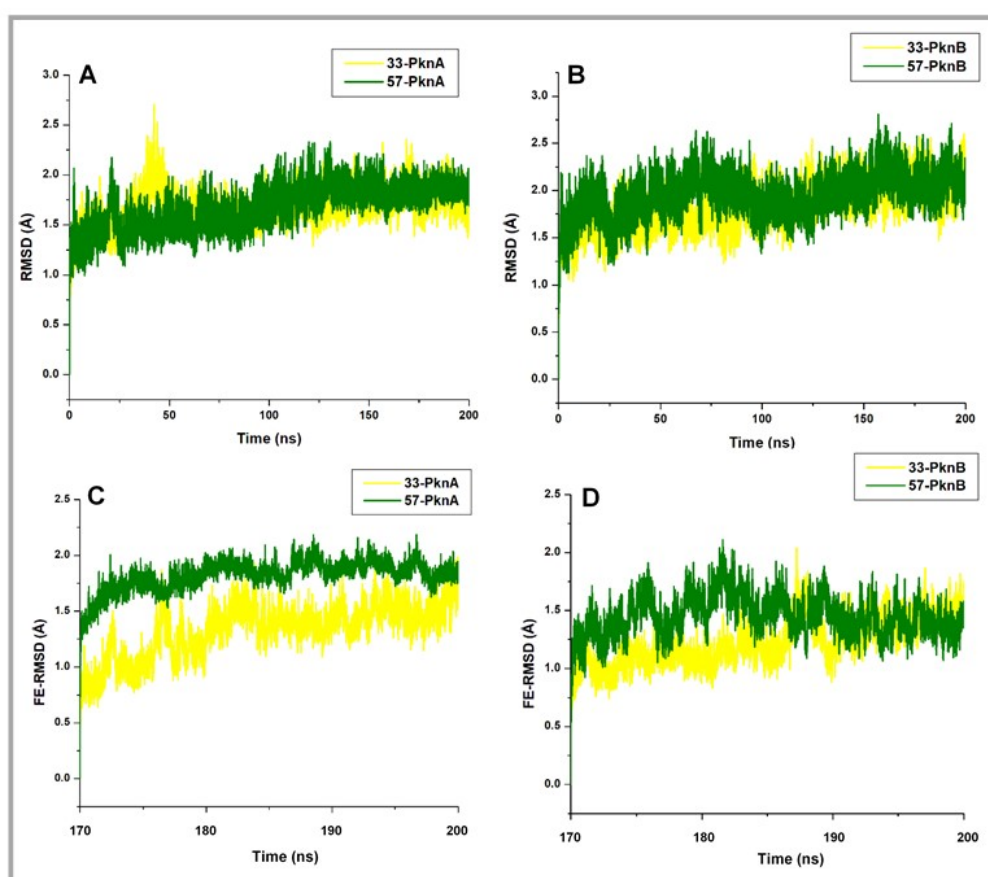 A
33-PknA
57-PknA
3.0
2.5
2.0
1.5
1.0
0.5
0.0
RMSD (Å)
0 50 100 150 200
Time (ns)
B
33-PknB
57-PknB
3.0
2.5
2.0
1.5
1.0
0.5
0.0
RMSD (Å)
0 50 100 150 200
Time (ns)
C
33-PknA
57-PknA
2.5
2.0
1.5
1.0
0.5
0.0
FE-RMSD (Å)
170 180 190 200
Time (ns)
D
33-PknB
57-PknB
2.5
2.0
1.5
1.0
0.5
0.0
FE-RMSD (Å)
170 180 190 200
Time (ns)